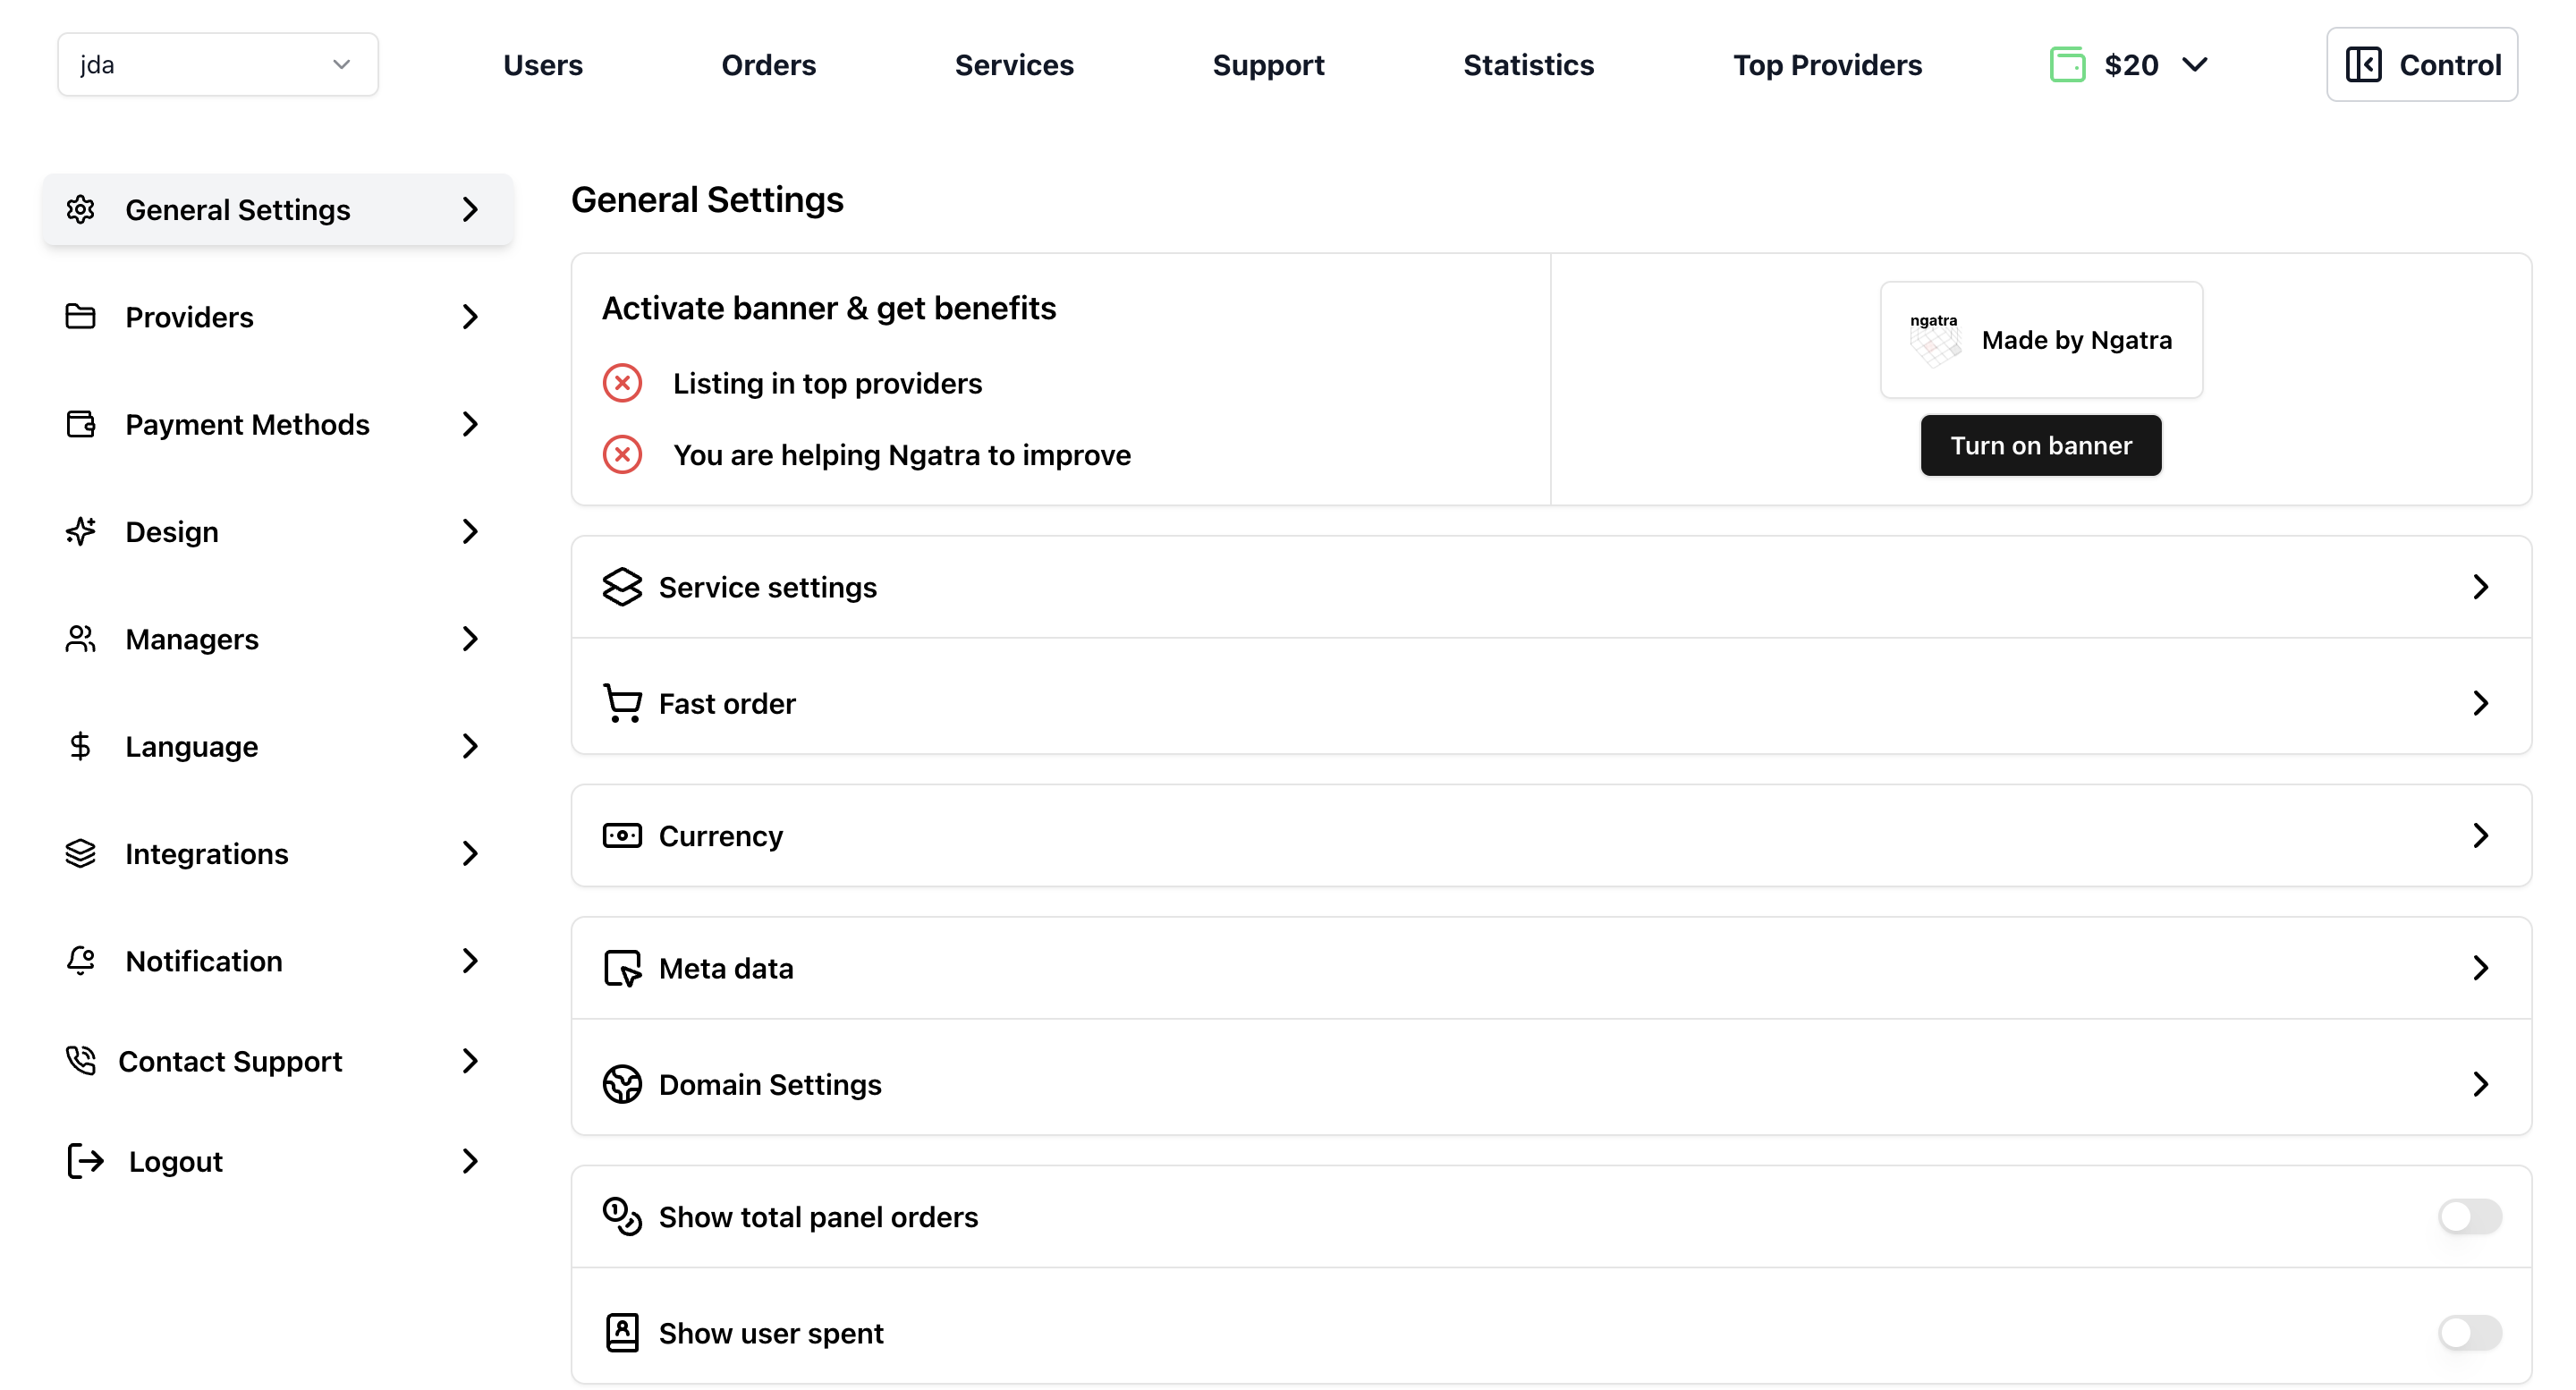 jda
Users
Orders
Services
Support
Statistics
Top Providers
$20
Control
General Settings
Providers
Payment Methods
Design
Managers
Language
Integrations
Notification
Contact Support
Logout
General Settings
Activate banner & get benefits
Listing in top providers
You are helping Ngatra to improve
ngatra
Made by Ngatra
Turn on banner
Service settings
Fast order
Currency
Meta data
Domain Settings
Show total panel orders
Show user spent